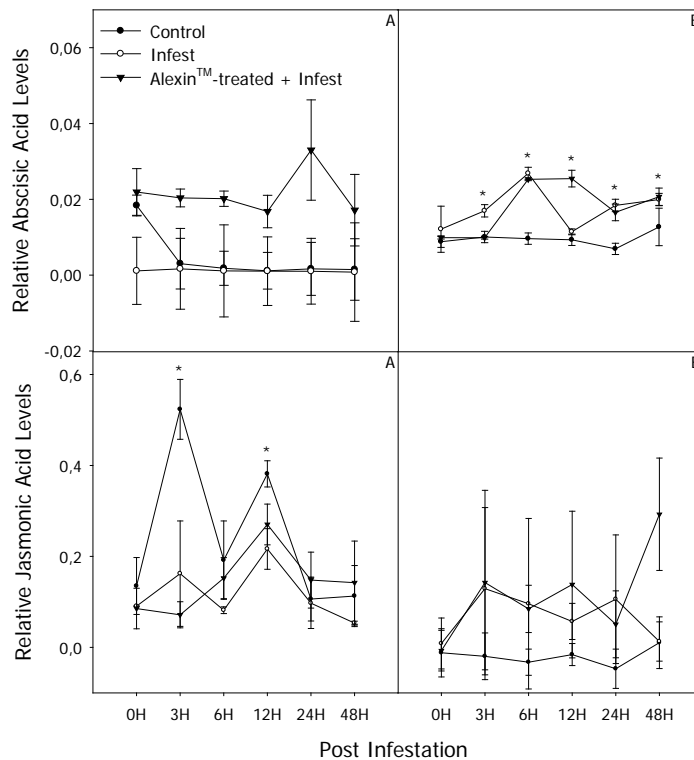 A
B
Control
Infest
Alexin™-treated + Infest
0,06
0,04
0,02
0,00
-0,02
Relative Abscisic Acid Levels
* * * * *
A
B
0,6
0,4
0,2
0,0
Relative Jasmonic Acid Levels
* *
0H 3H 6H 12H 24H 48H
0H 3H 6H 12H 24H 48H
Post Infestation